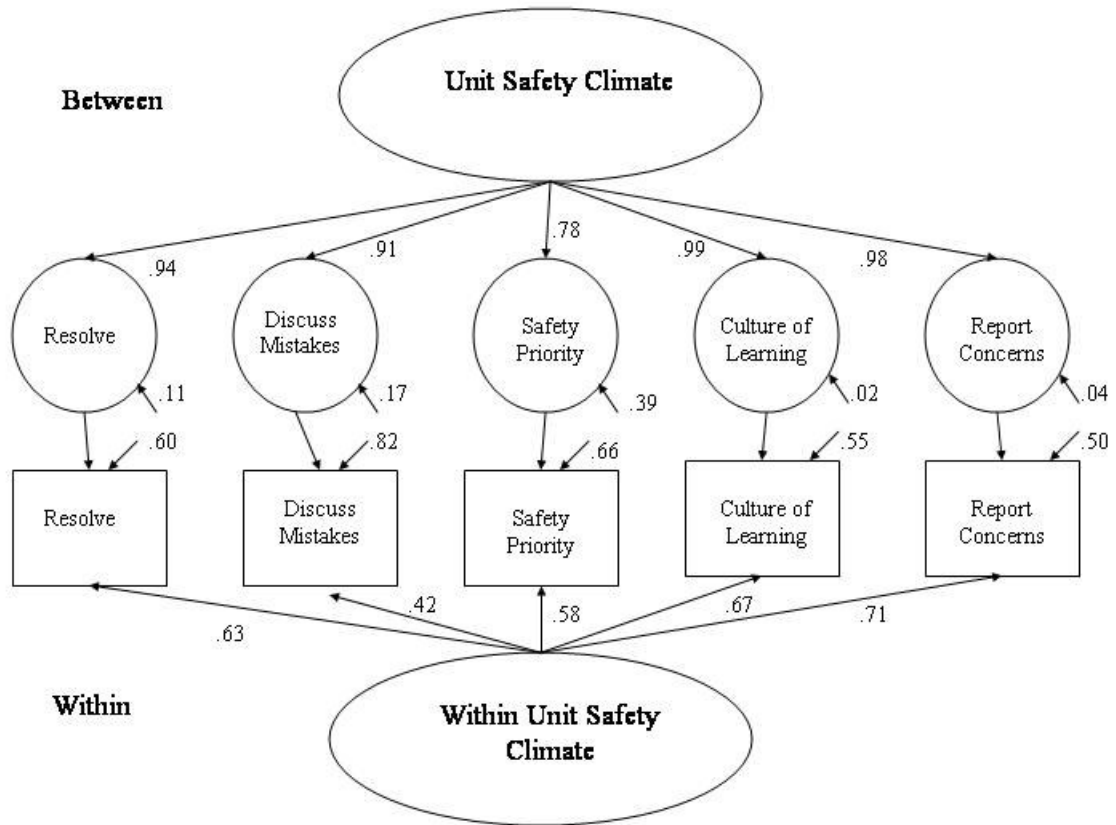 Unit Safety Climate
Between
.94
.91
.78
.99
.98
Resolve
Discuss
Mistakes
Safety
Priority
Culture of
Learning
Report
Concerns
.11
.17
.39
.02
.04
.60
.82
.66
.55
.50
Resolve
Discuss
Mistakes
Safety
Priority
Culture of
Learning
Report
Concerns
.63
.42
.58
.67
.71
Within
Within Unit Safety
Climate